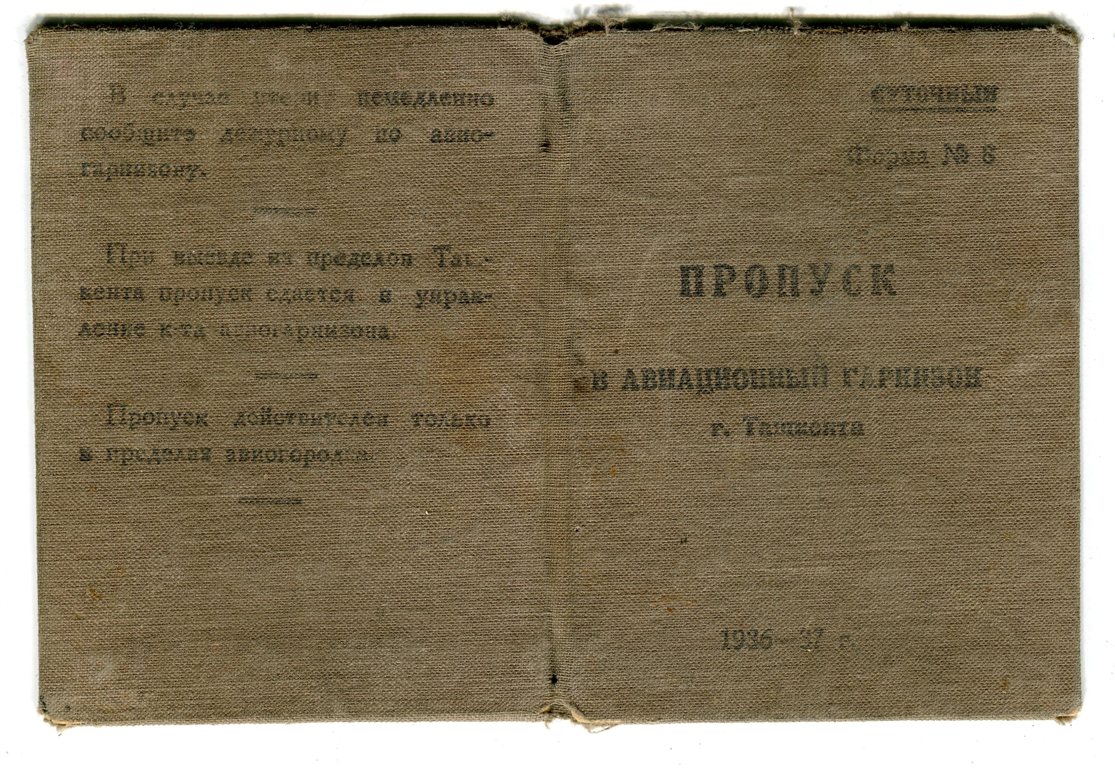 В случае утери немедленно
сообщите дежурному по авио-
гарнизону.
При выезде из пределов Таш-
кента пропуск сдается в управ-
ление к-та авиогарнизона.
Пропуск действителен только
в пределах авиогородка.
СУТОЧНЫЙ
Форма № 8
ПРОПУСК
В АВИАЦИОННЫЙ ГАРНИЗОН
г. Ташкента
1936—37 г.